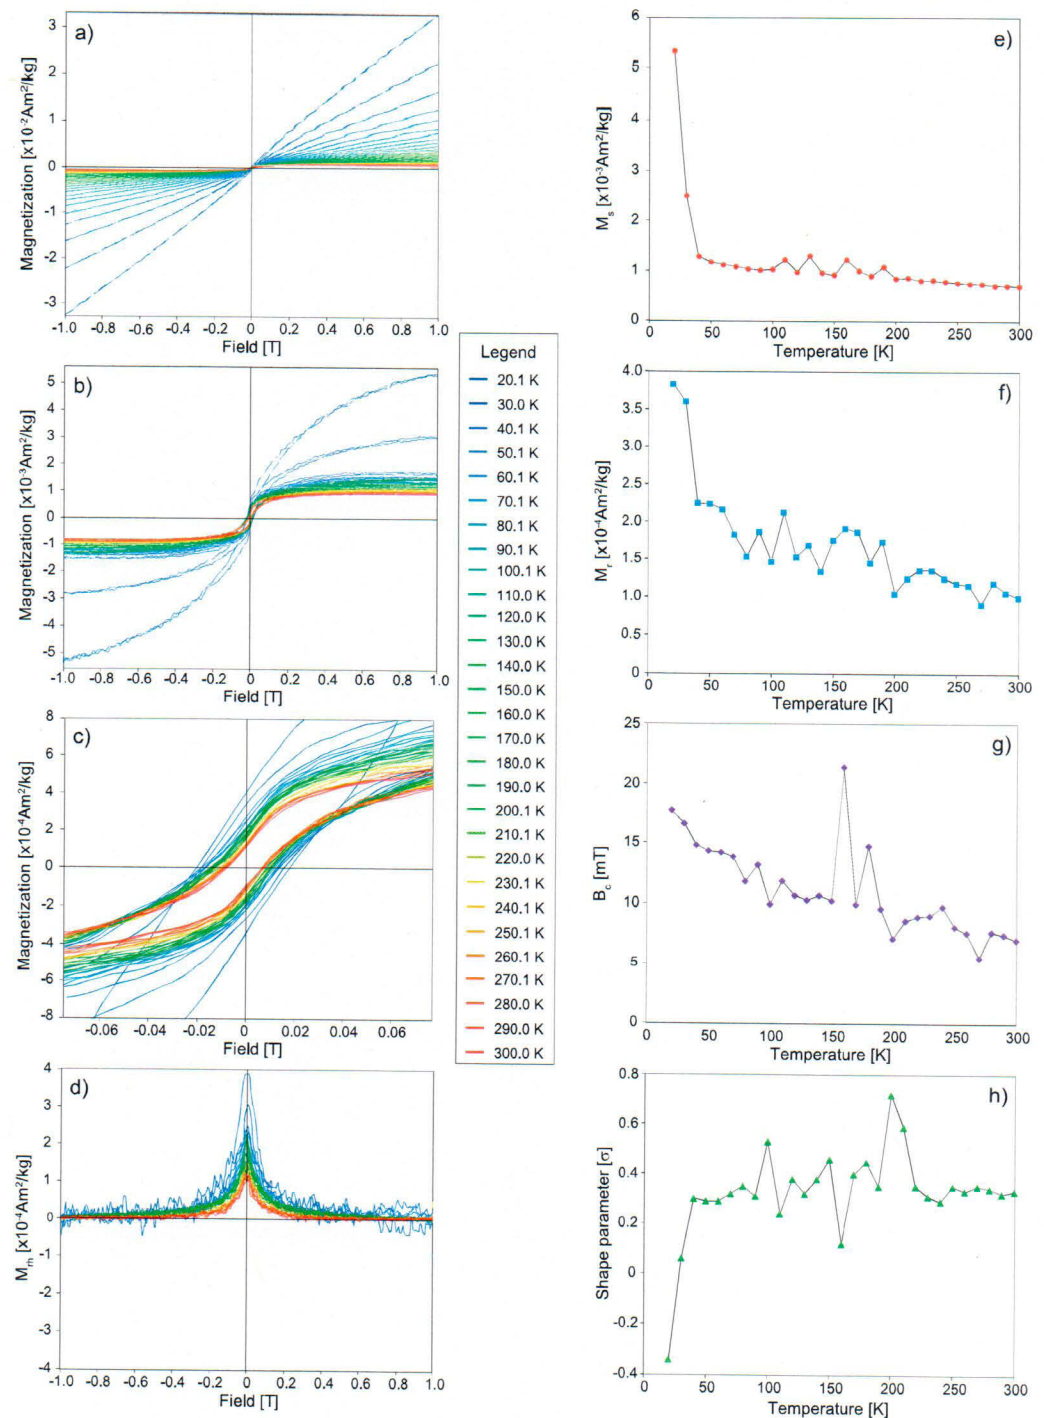 a)
Magnetization [x10⁻²Am²/kg]
3
2
1
0
-1
-2
-3
-1.0 -0.8 -0.6 -0.4 -0.2 0 0.2 0.4 0.6 0.8 1.0
Field [T]
b)
Magnetization [x10⁻³Am²/kg]
5
4
3
2
1
0
-1
-2
-3
-4
-5
-1.0 -0.8 -0.6 -0.4 -0.2 0 0.2 0.4 0.6 0.8 1.0
Field [T]
c)
Magnetization [x10⁻⁴Am²/kg]
8
6
4
2
0
-2
-4
-6
-8
-0.06 -0.04 -0.02 0 0.02 0.04 0.06
Field [T]
d)
Mrh [x10⁻⁴Am²/kg]
4
3
2
1
0
-1
-2
-3
-4
-1.0 -0.8 -0.6 -0.4 -0.2 0 0.2 0.4 0.6 0.8 1.0
Field [T]
Legend
20.1 K
30.0 K
40.1 K
50.1 K
60.1 K
70.1 K
80.1 K
90.1 K
100.1 K
110.0 K
120.0 K
130.0 K
140.0 K
150.0 K
160.0 K
170.0 K
180.0 K
190.0 K
200.1 K
210.1 K
220.0 K
230.1 K
240.1 K
250.1 K
260.1 K
270.1 K
280.0 K
290.0 K
300.0 K
e)
Ms [x10⁻³Am²/kg]
6
5
4
3
2
1
0
0 50 100 150 200 250 300
Temperature [K]
f)
Mr [x10⁻⁴Am²/kg]
4.0
3.5
3.0
2.5
2.0
1.5
1.0
0.5
0
0 50 100 150 200 250 300
Temperature [K]
g)
Bc [mT]
25
20
15
10
5
0
0 50 100 150 200 250 300
Temperature [K]
h)
Shape parameter [σ]
0.8
0.6
0.4
0.2
0
-0.2
-0.4
0 50 100 150 200 250 300
Temperature [K]